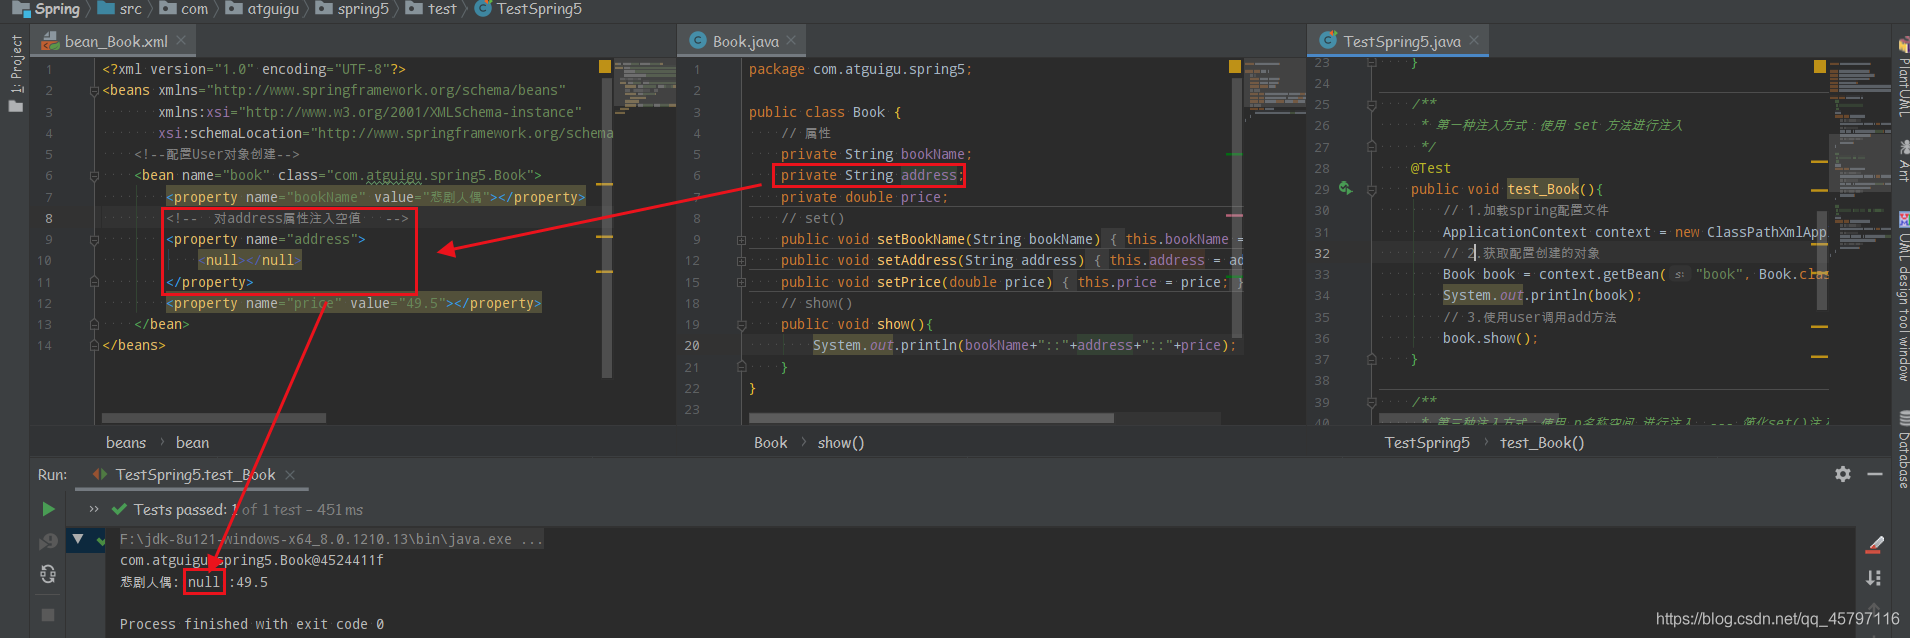 Spring src com atguigu spring5 test TestSpring5
1: Project
bean_Book.xml
1 <?xml version="1.0" encoding="UTF-8"?>
2 <beans xmlns="http://www.springframework.org/schema/beans"
3 xmlns:xsi="http://www.w3.org/2001/XMLSchema-instance"
4 xsi:schemaLocation="http://www.springframework.org/schema
5 <!--配置User对象创建-->
6 <bean name="book" class="com.atguigu.spring5.Book">
7 <property name="bookName" value="悲剧人偶"></property>
8 <!-- 对address属性注入空值 -->
9 <property name="address">
10 <null></null>
11 </property>
12 <property name="price" value="49.5"></property>
13 </bean>
14 </beans>
beans › bean
Book.java
1 package com.atguigu.spring5;
2
3 public class Book {
4 // 属性
5 private String bookName;
6 private String address;
7 private double price;
8 // set()
9 public void setBookName(String bookName) { this.bookName =
12 public void setAddress(String address) { this.address = ad
15 public void setPrice(double price) { this.price = price; }
18 // show()
19 public void show(){
20 System.out.println(bookName+"::"+address+"::"+price);
21 }
22 }
23
Book › show()
TestSpring5.java
23 }
24
25 /**
26 * 第一种注入方式：使用 set 方法进行注入
27 */
28 @Test
29 public void test_Book(){
30 // 1.加载spring配置文件
31 ApplicationContext context = new ClassPathXmlApp
32 // 2.获取配置创建的对象
33 Book book = context.getBean( s: "book", Book.cla
34 System.out.println(book);
35 // 3.使用user调用add方法
36 book.show();
37 }
38
39 /**
TestSpring5 › test_Book()
PlantUML
Ant
UML design tool window
Database
Run: TestSpring5.test_Book
» Tests passed: 1 of 1 test – 451 ms
F:\jdk-8u121-windows-x64_8.0.1210.13\bin\java.exe ...
com.atguigu.spring5.Book@4524411f
悲剧人偶: null :49.5
Process finished with exit code 0
https://blog.csdn.net/qq_45797116